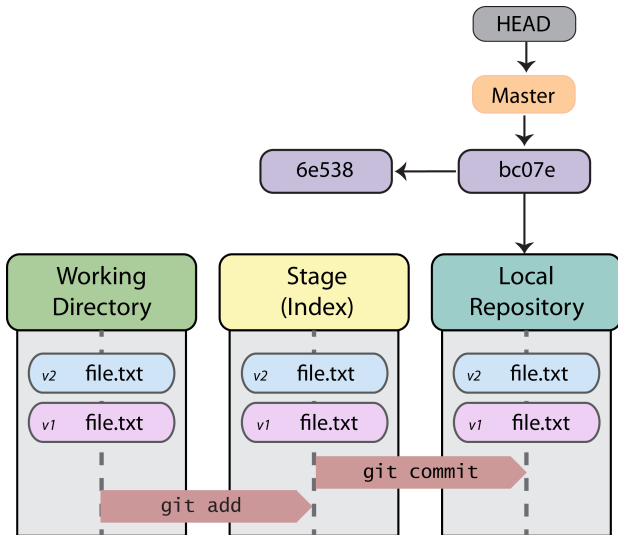 HEAD
Master
6e538
bc07e
Working
Directory
Stage
(Index)
Local
Repository
v2 file.txt
v2 file.txt
v2 file.txt
v1 file.txt
v1 file.txt
v1 file.txt
git commit
git add